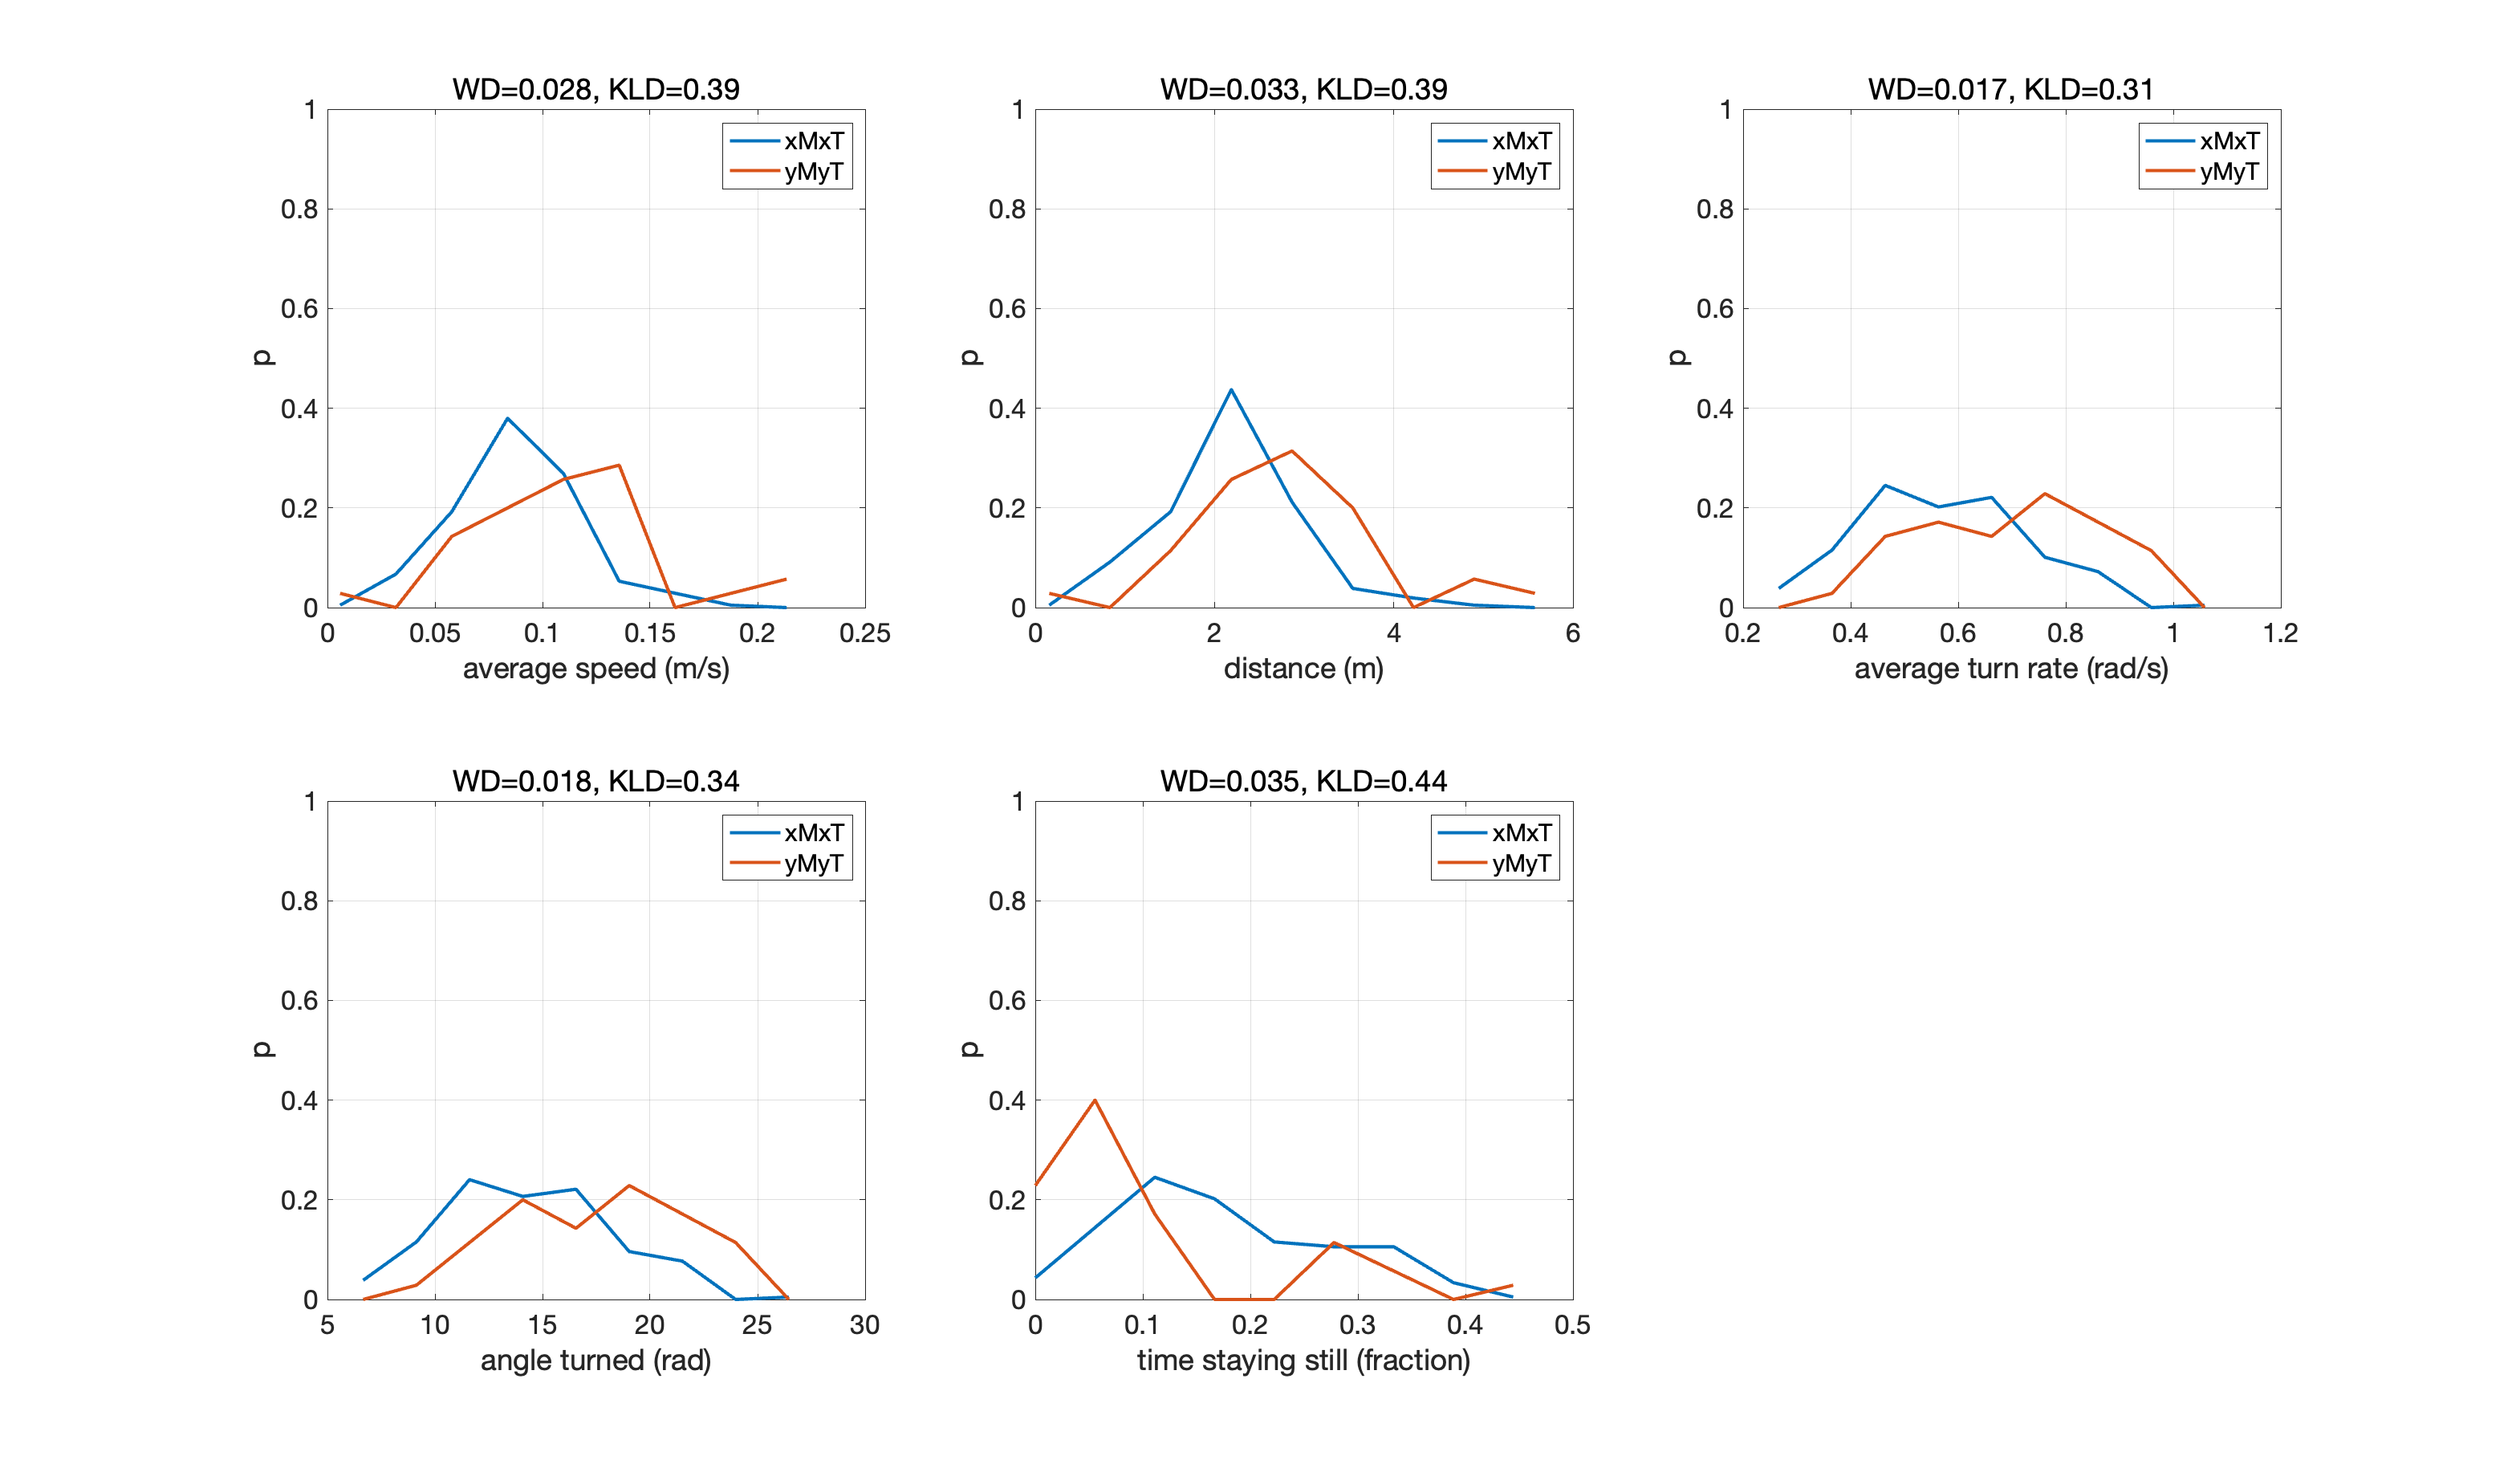 WD=0.028, KLD=0.39
1
0.8
0.6
0.4
0.2
0
p
xMxT
yMyT
0 0.05 0.1 0.15 0.2 0.25
average speed (m/s)
WD=0.033, KLD=0.39
1
0.8
0.6
0.4
0.2
0
p
xMxT
yMyT
0 2 4 6
distance (m)
WD=0.017, KLD=0.31
1
0.8
0.6
0.4
0.2
0
p
xMxT
yMyT
0.2 0.4 0.6 0.8 1 1.2
average turn rate (rad/s)
WD=0.018, KLD=0.34
1
0.8
0.6
0.4
0.2
0
p
xMxT
yMyT
5 10 15 20 25 30
angle turned (rad)
WD=0.035, KLD=0.44
1
0.8
0.6
0.4
0.2
0
p
xMxT
yMyT
0 0.1 0.2 0.3 0.4 0.5
time staying still (fraction)